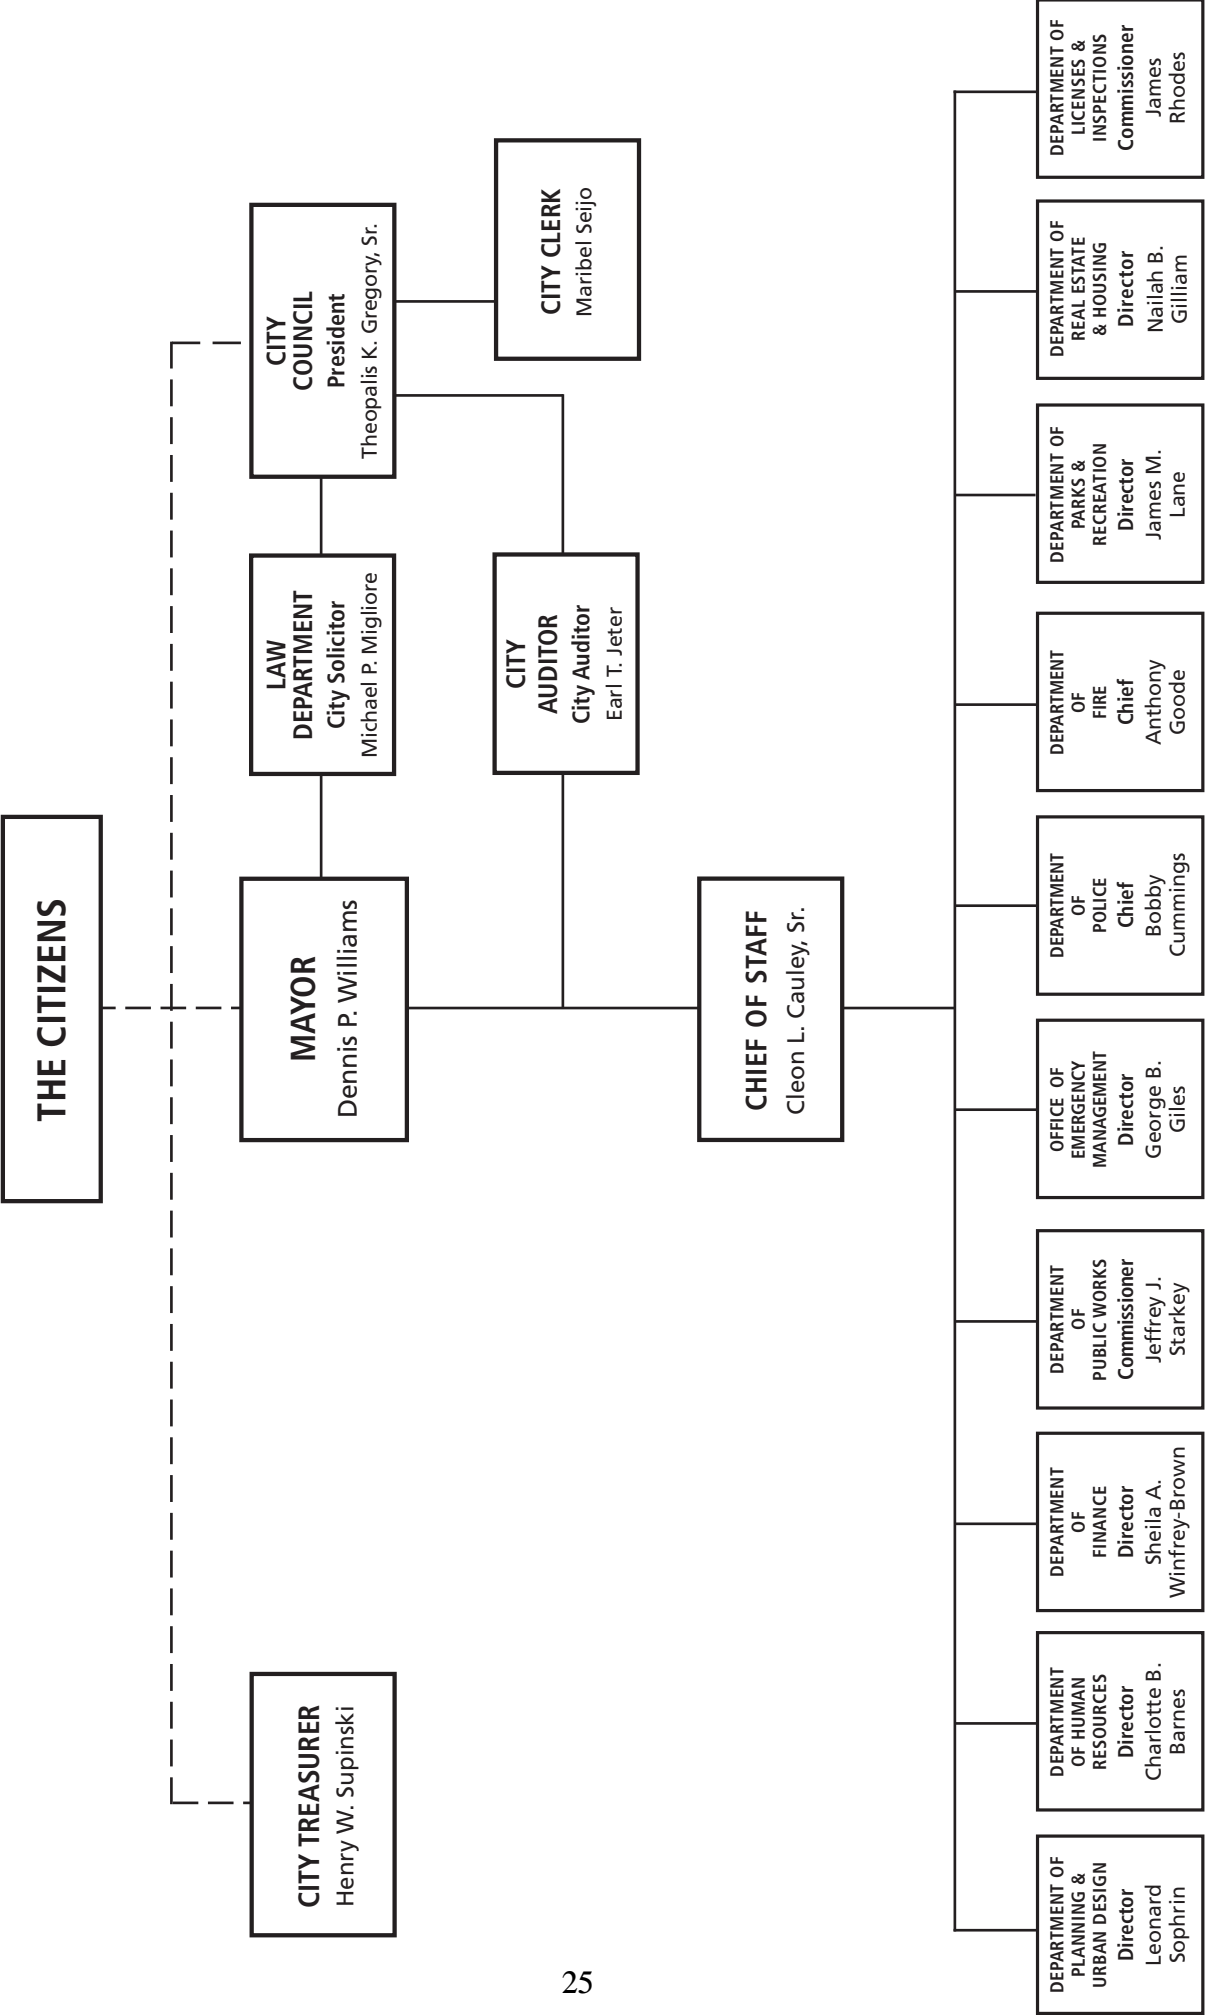 THE CITIZENS
CITY TREASURER
Henry W. Supinski
MAYOR
Dennis P. Williams
LAW
DEPARTMENT
City Solicitor
Michael P. Migliore
CITY
COUNCIL
President
Theopalis K. Gregory, Sr.
CITY
AUDITOR
City Auditor
Earl T. Jeter
CITY CLERK
Maribel Seijo
CHIEF OF STAFF
Cleon L. Cauley, Sr.
DEPARTMENT OF
PLANNING &
URBAN DESIGN
Director
Leonard
Sophrin
DEPARTMENT
OF HUMAN
RESOURCES
Director
Charlotte B.
Barnes
DEPARTMENT
OF
FINANCE
Director
Sheila A.
Winfrey-Brown
DEPARTMENT
OF
PUBLIC WORKS
Commissioner
Jeffrey J.
Starkey
OFFICE OF
EMERGENCY
MANAGEMENT
Director
George B.
Giles
DEPARTMENT
OF
POLICE
Chief
Bobby
Cummings
DEPARTMENT
OF
FIRE
Chief
Anthony
Goode
DEPARTMENT OF
PARKS &
RECREATION
Director
James M.
Lane
DEPARTMENT OF
REAL ESTATE
& HOUSING
Director
Nailah B.
Gilliam
DEPARTMENT OF
LICENSES &
INSPECTIONS
Commissioner
James
Rhodes
25